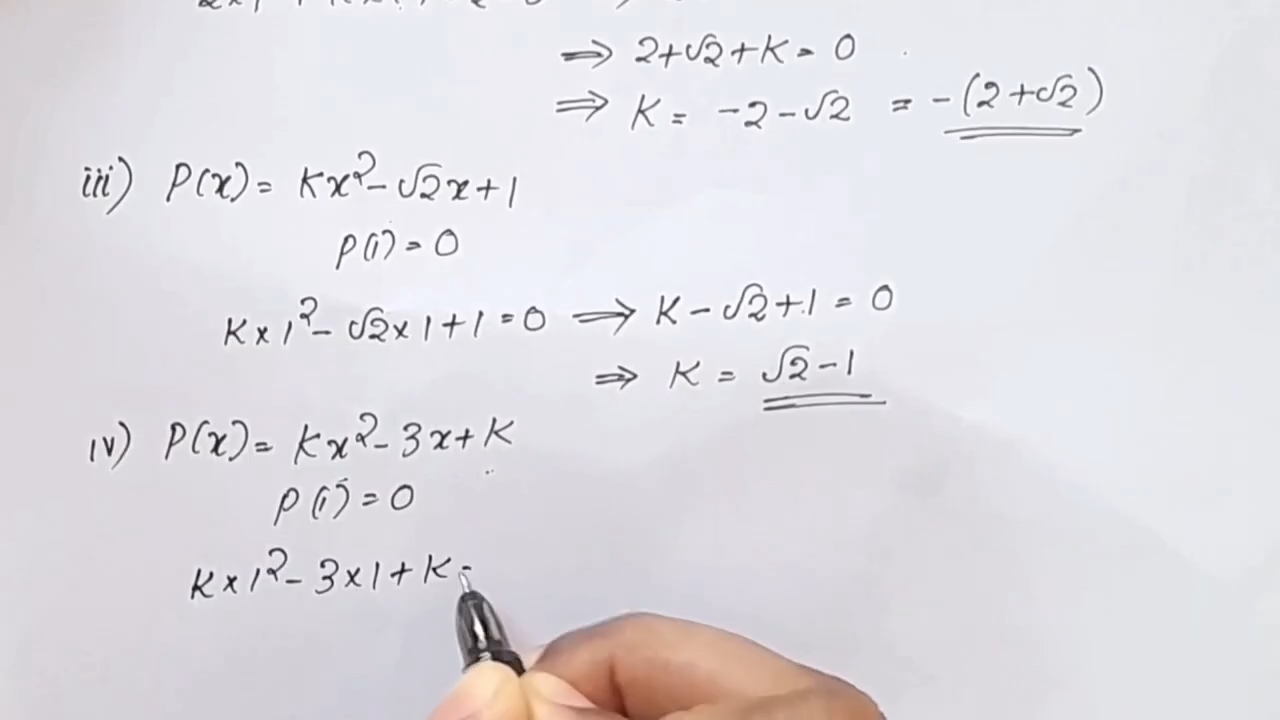 ⇒ 2+√2+K = 0
⇒ K = -2-√2 = -(2+√2)
iii) P(x) = Kx²-√2x+1
P(1) = 0
K×1²-√2×1+1 = 0 ⇒ K-√2+1 = 0
⇒ K = √2-1
iv) P(x) = Kx²-3x+K
P(1) = 0
K×1²-3×1+K =